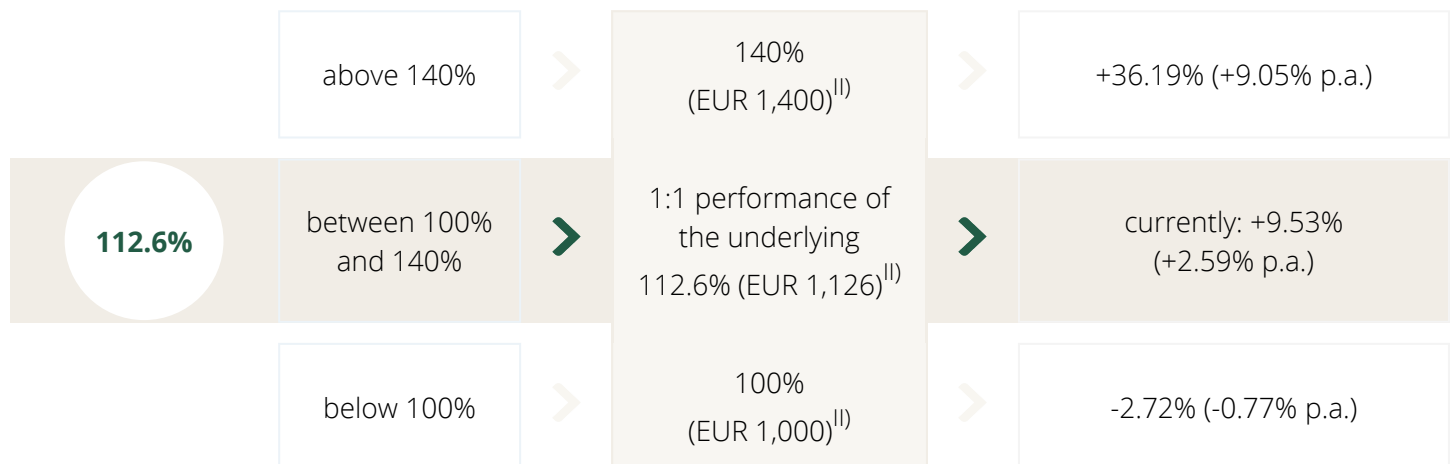 above 140%
140%
(EUR 1,400)II)
+36.19% (+9.05% p.a.)
112.6%
between 100%
and 140%
1:1 performance of
the underlying
112.6% (EUR 1,126)II)
currently: +9.53%
(+2.59% p.a.)
below 100%
100%
(EUR 1,000)II)
-2.72% (-0.77% p.a.)